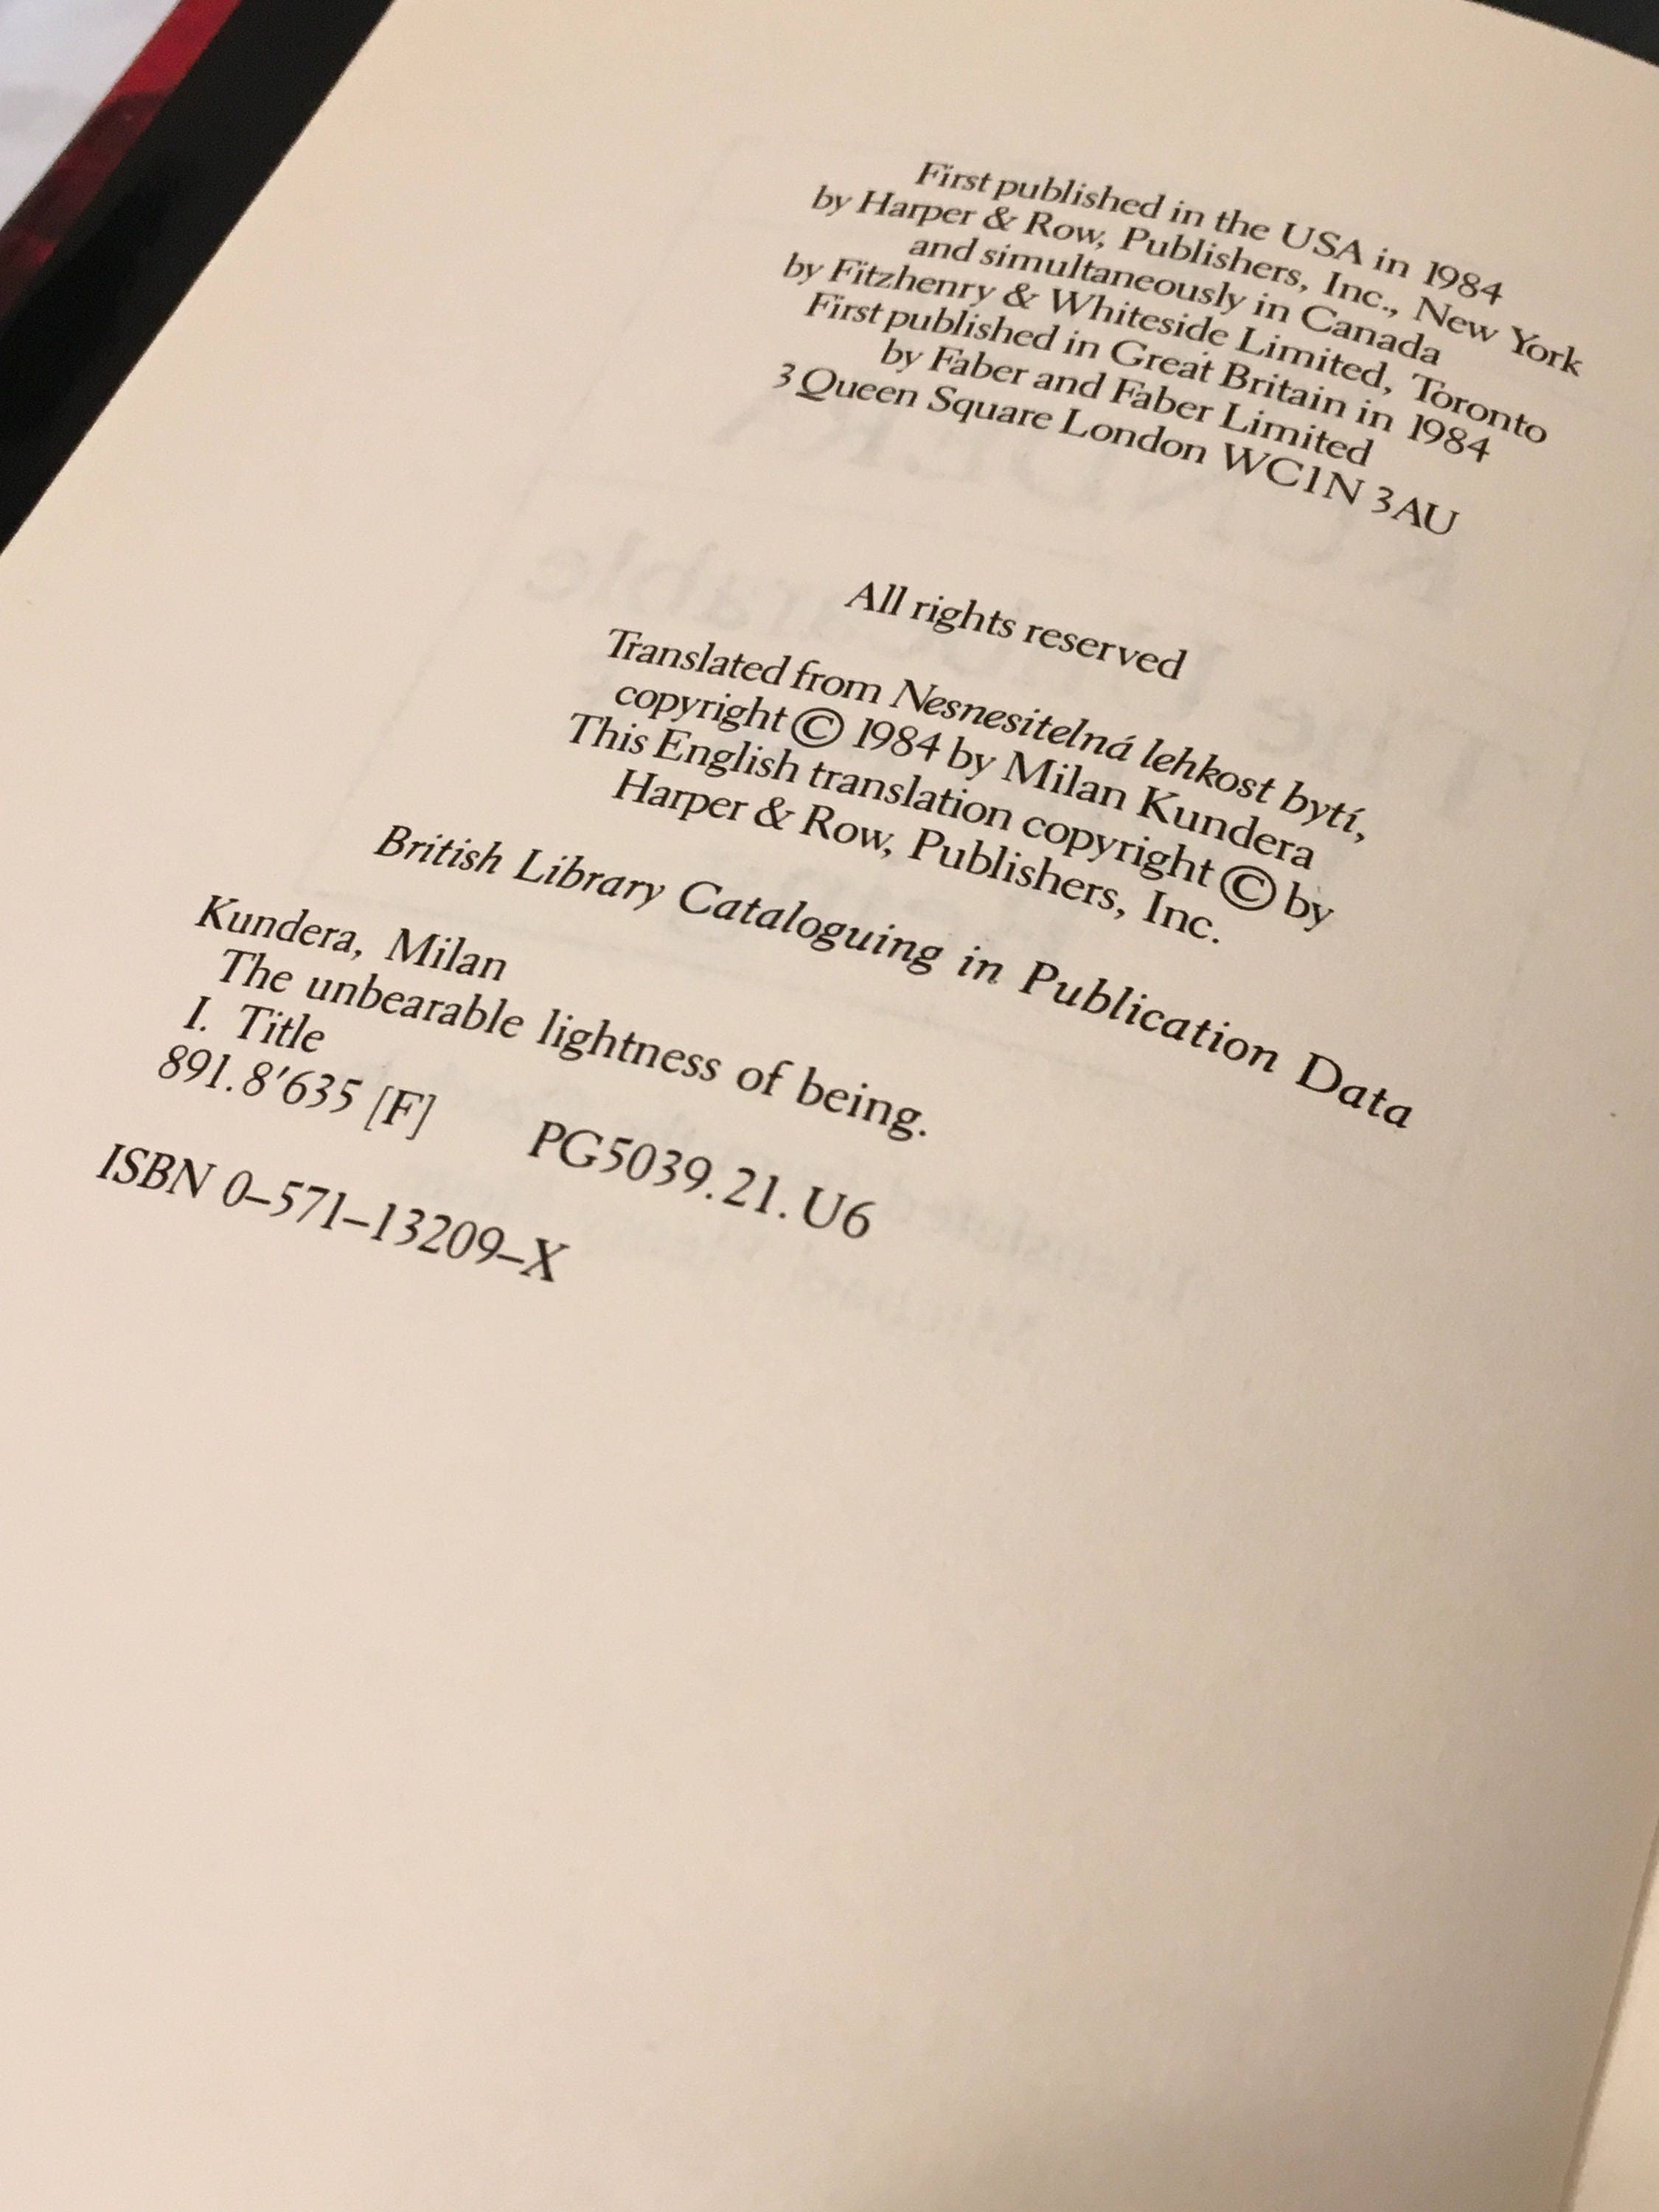 First published in the USA in 1984
by Harper & Row, Publishers, Inc., New York
and simultaneously in Canada
by Fitzhenry & Whiteside Limited, Toronto
First published in Great Britain in 1984
by Faber and Faber Limited
3 Queen Square London WC1N 3AU
All rights reserved
Translated from Nesnesitelná lehkost bytí,
copyright © 1984 by Milan Kundera
This English translation copyright © by
Harper & Row, Publishers, Inc.
British Library Cataloguing in Publication Data
Kundera, Milan
The unbearable lightness of being.
I. Title
891.8'635 [F] PG5039.21.U6
ISBN 0–571–13209–X